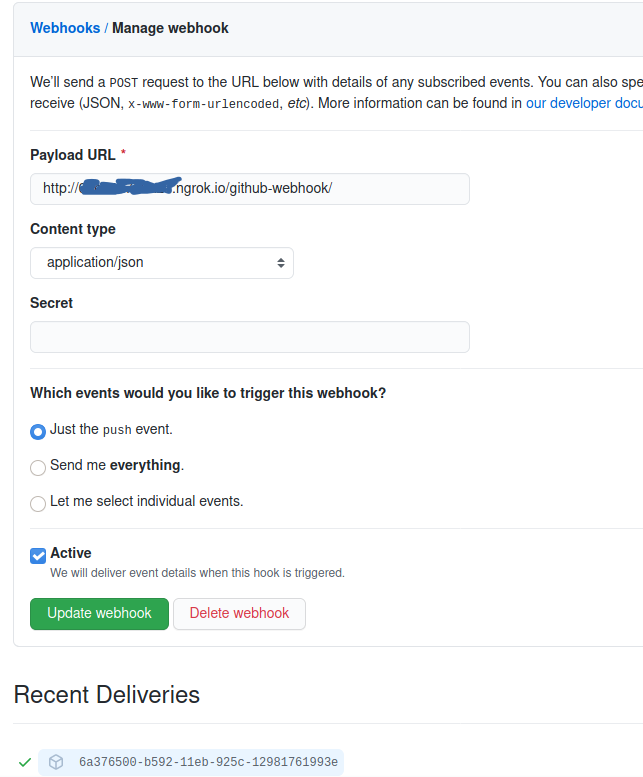 Webhooks / Manage webhook
We'll send a POST request to the URL below with details of any subscribed events. You can also spe
receive (JSON, x-www-form-urlencoded, etc). More information can be found in our developer docu
Payload URL *
http:// .ngrok.io/github-webhook/
Content type
application/json
Secret
Which events would you like to trigger this webhook?
Just the push event.
Send me everything.
Let me select individual events.
Active
We will deliver event details when this hook is triggered.
Update webhook Delete webhook
Recent Deliveries
6a376500-b592-11eb-925c-12981761993e